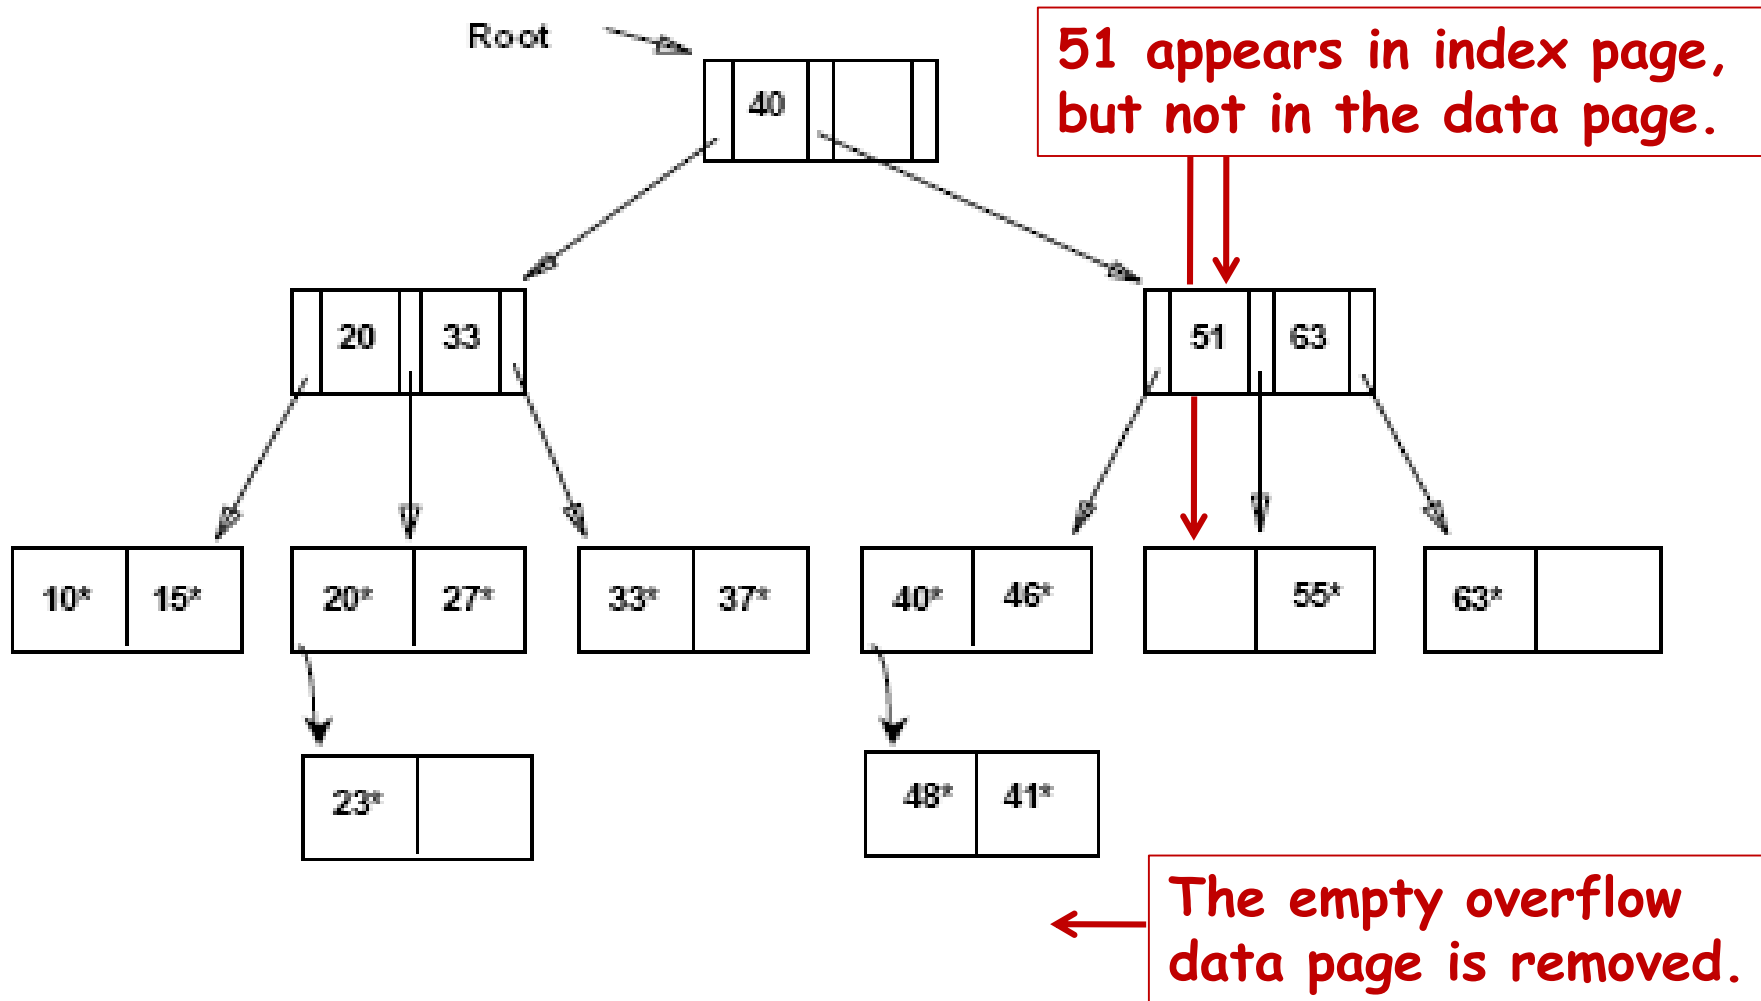 Root
51 appears in index page,
but not in the data page.
40
20 33
51 63
10* 15*
20* 27*
33* 37*
40* 46*
55*
63*
23*
48* 41*
The empty overflow
data page is removed.